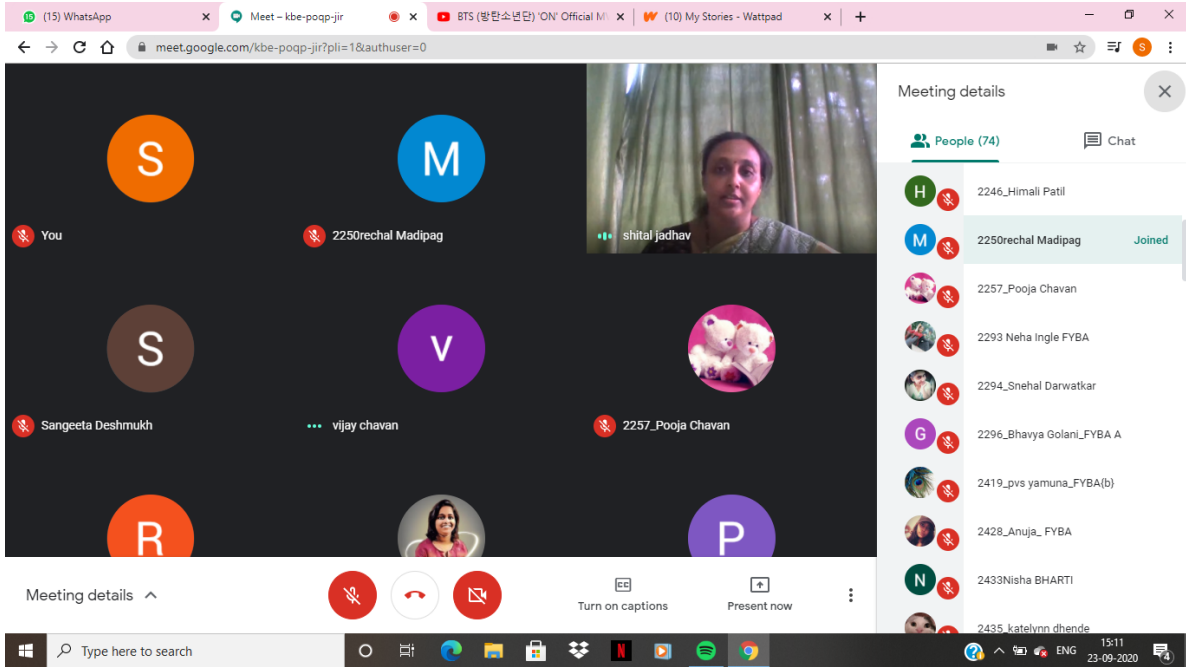 (15) WhatsApp
Meet – kbe-poqp-jir
BTS (방탄소년단) 'ON' Official M
(10) My Stories - Wattpad
meet.google.com/kbe-poqp-jir?pli=1&authuser=0
S
S
You
M
2250rechal Madipag
shital jadhav
S
Sangeeta Deshmukh
V
vijay chavan
2257_Pooja Chavan
R
P
Meeting details
People (74)
Chat
H
2246_Himali Patil
M
2250rechal Madipag
Joined
2257_Pooja Chavan
2293 Neha Ingle FYBA
2294_Snehal Darwatkar
G
2296_Bhavya Golani_FYBA A
2419_pvs yamuna_FYBA{b}
2428_Anuja_ FYBA
N
2433Nisha BHARTI
2435_katelynn dhende
Meeting details
CC
Turn on captions
Present now
Type here to search
N
ENG
15:11
23-09-2020
4